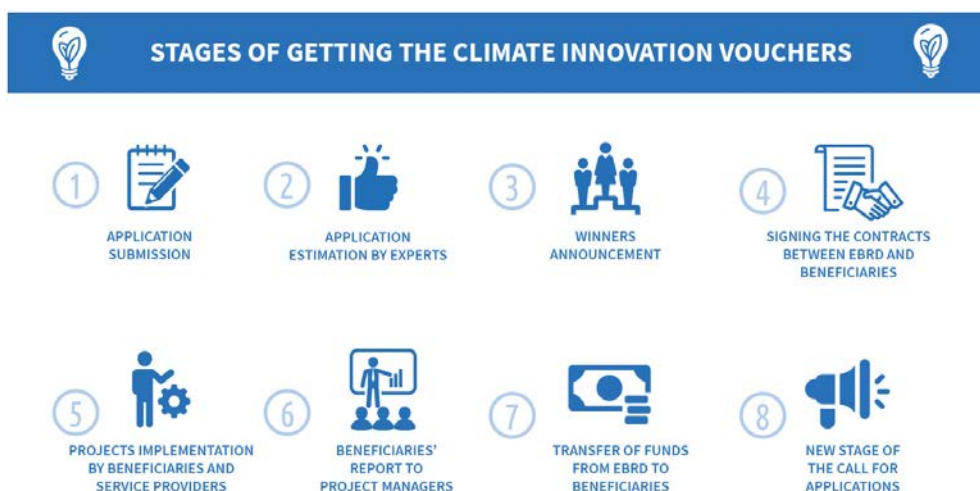 STAGES OF GETTING THE CLIMATE INNOVATION VOUCHERS
1
APPLICATION
SUBMISSION
2
APPLICATION
ESTIMATION BY EXPERTS
3
WINNERS
ANNOUNCEMENT
4
SIGNING THE CONTRACTS
BETWEEN EBRD AND
BENEFICIARIES
5
PROJECTS IMPLEMENTATION
BY BENEFICIARIES AND
SERVICE PROVIDERS
6
BENEFICIARIES'
REPORT TO
PROJECT MANAGERS
7
TRANSFER OF FUNDS
FROM EBRD TO
BENEFICIARIES
8
NEW STAGE OF
THE CALL FOR
APPLICATIONS